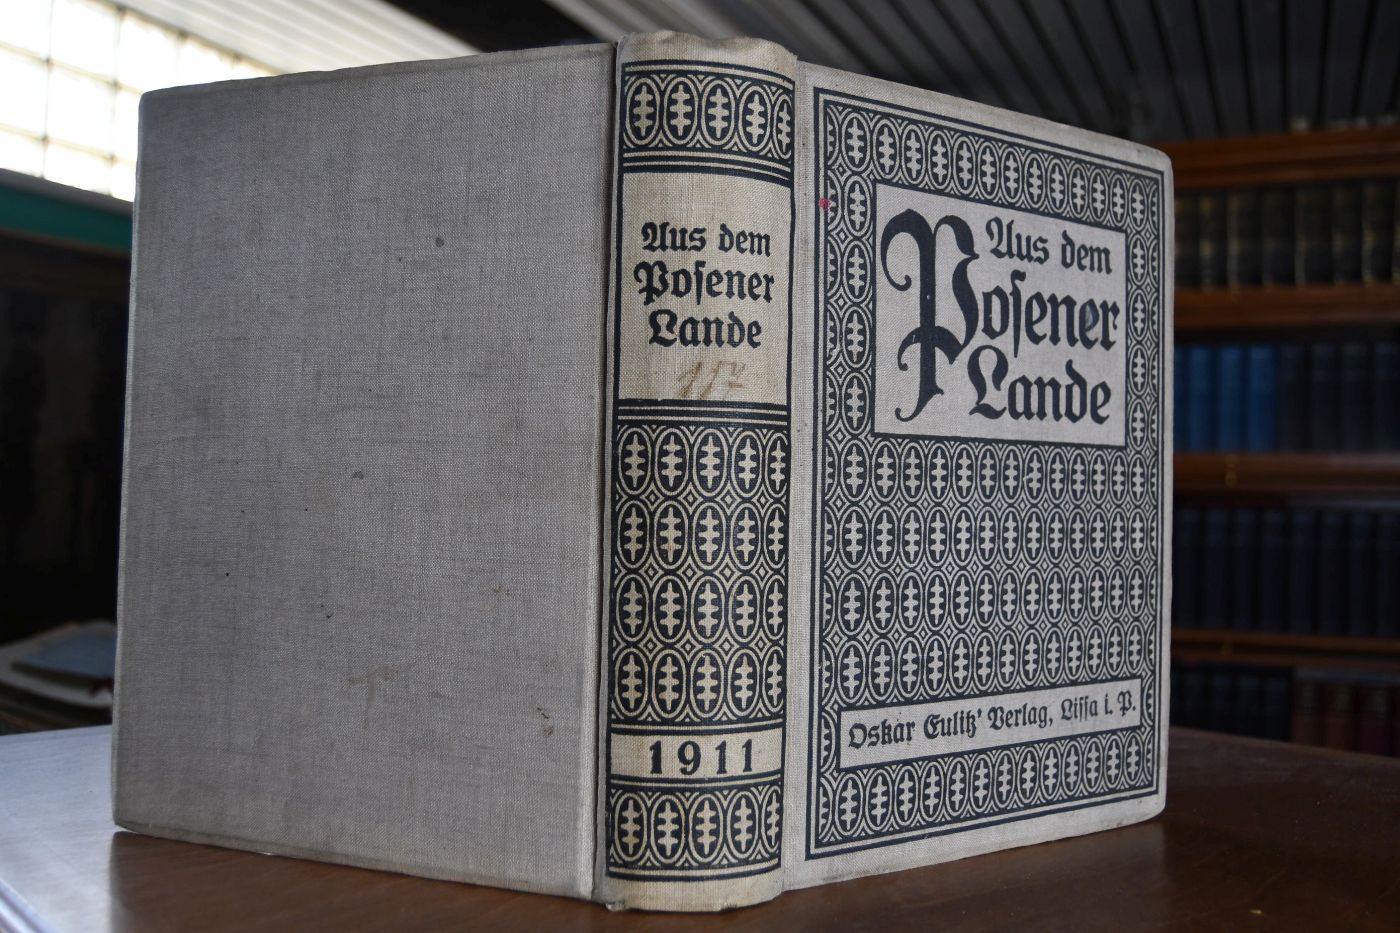 Aus dem
Posener
Lande
1911
Aus dem
Posener
Lande
Oskar Eulitz' Verlag, Lissa i. P.